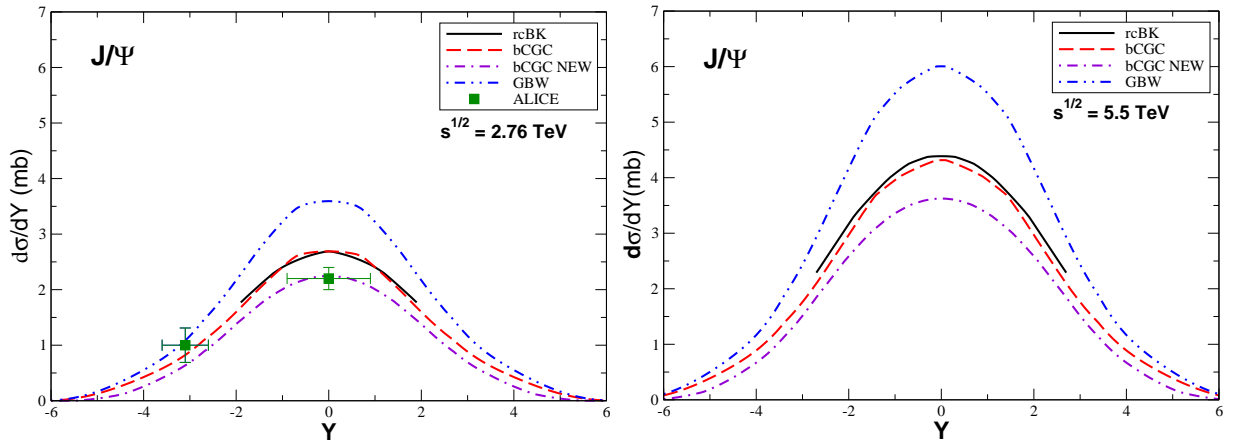 7
6
5
4
3
2
1
0
dσ/dY (mb)
J/Ψ
rcBK
bCGC
bCGC NEW
GBW
ALICE
s^1/2 = 2.76 TeV
-6 -4 -2 0 2 4 6
Y
7
6
5
4
3
2
1
0
dσ/dY(mb)
J/Ψ
rcBK
bCGC
bCGC NEW
GBW
s^1/2 = 5.5 TeV
-6 -4 -2 0 2 4 6
Y